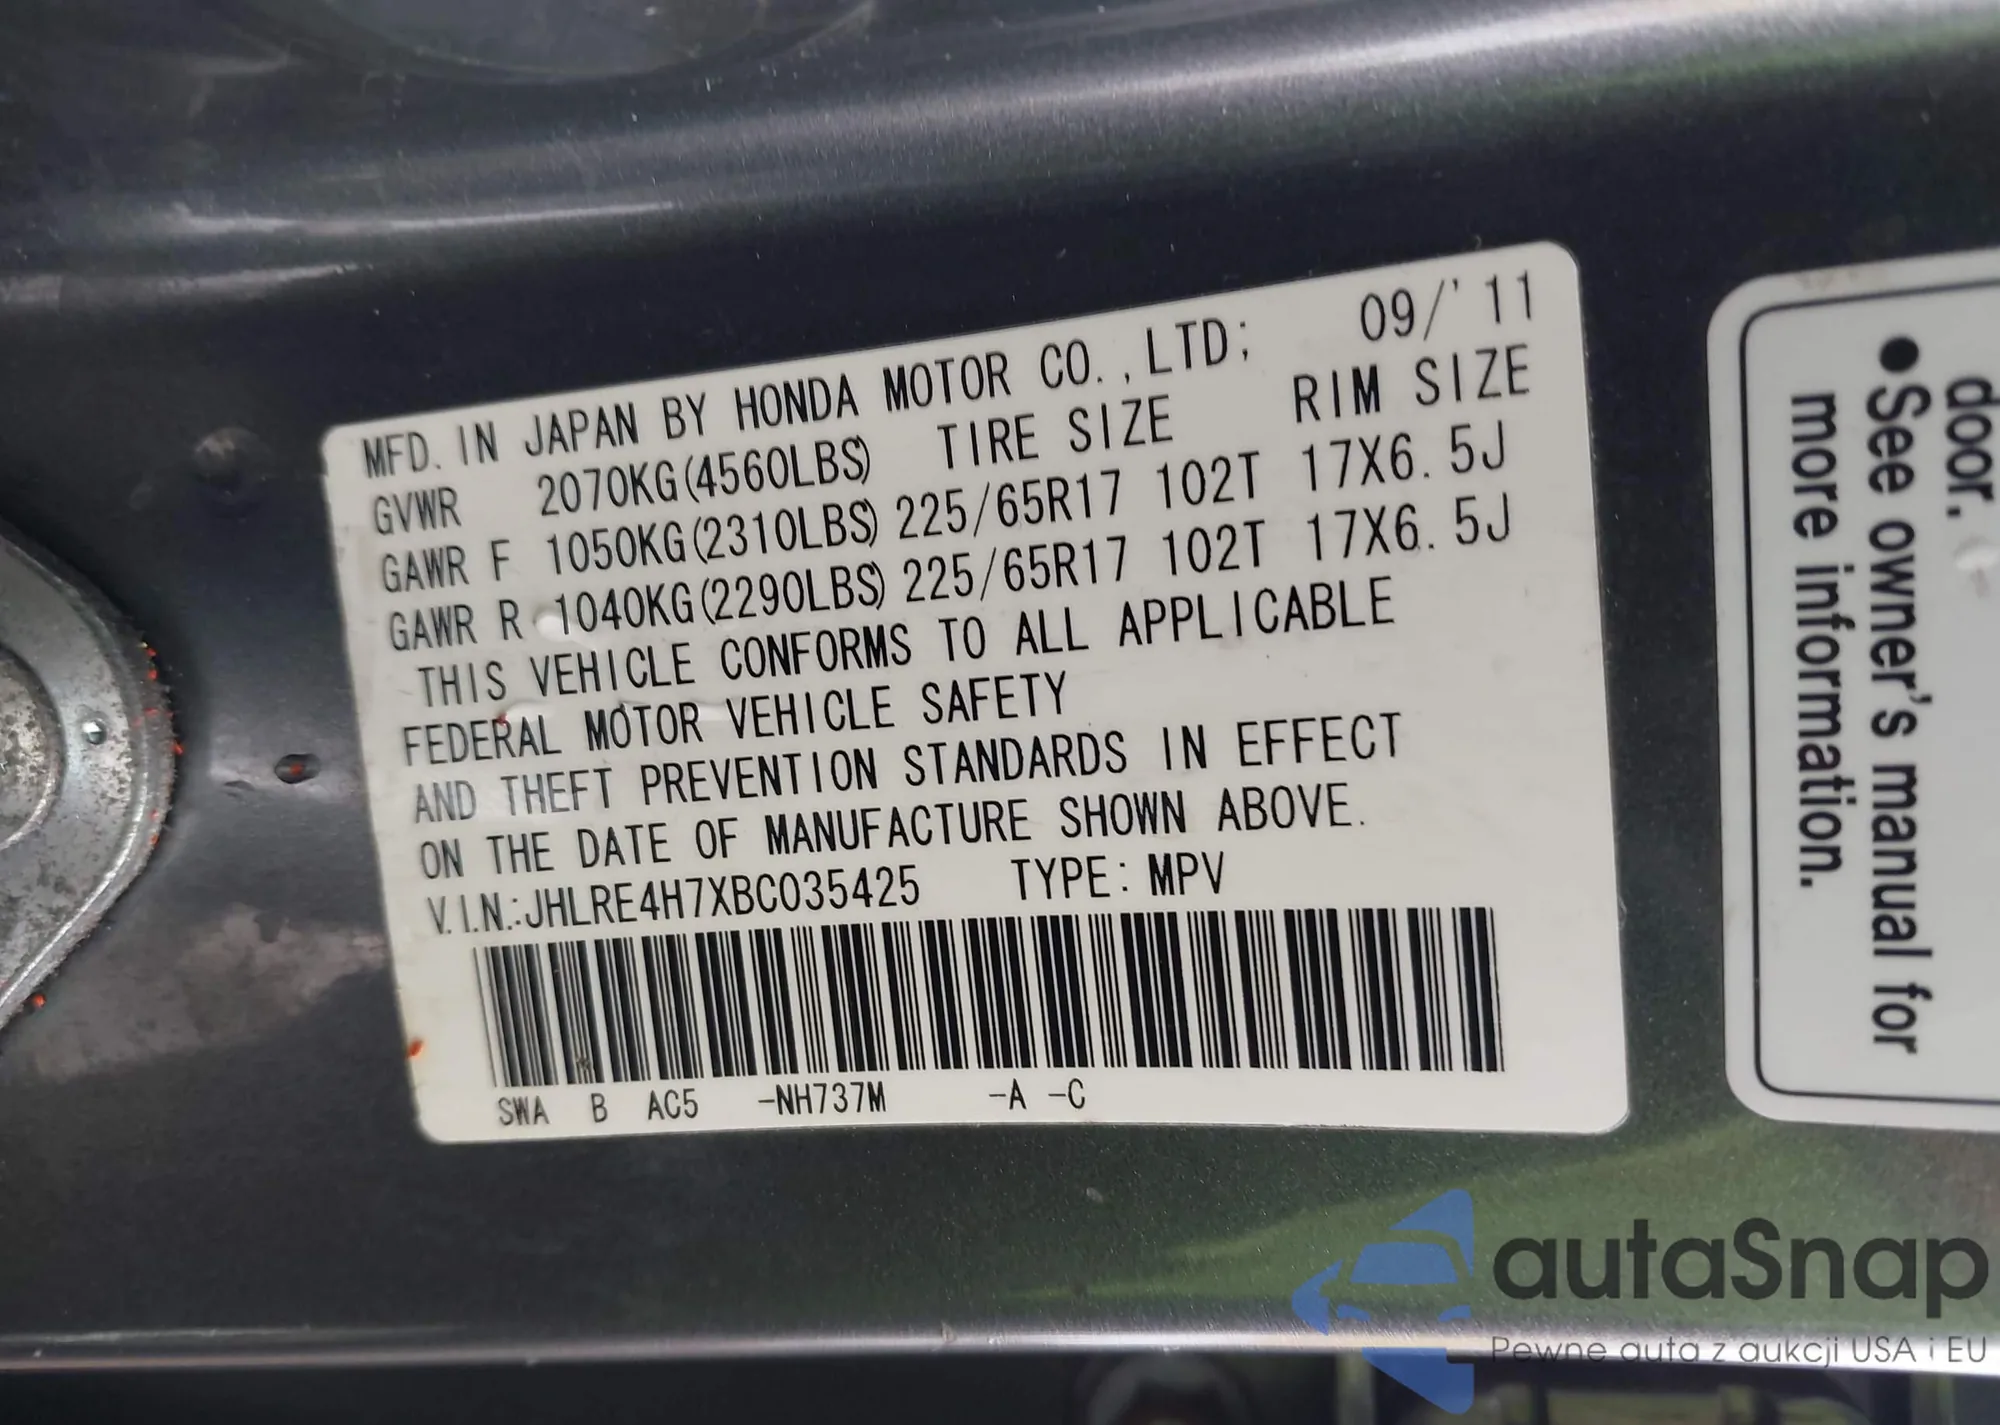 MFD. IN JAPAN BY HONDA MOTOR CO.,LTD; 09/'11
GVWR 2070KG(4560LBS) TIRE SIZE RIM SIZE
GAWR F 1050KG(2310LBS) 225/65R17 102T 17X6.5J
GAWR R 1040KG(2290LBS) 225/65R17 102T 17X6.5J
THIS VEHICLE CONFORMS TO ALL APPLICABLE
FEDERAL MOTOR VEHICLE SAFETY
AND THEFT PREVENTION STANDARDS IN EFFECT
ON THE DATE OF MANUFACTURE SHOWN ABOVE.
V.I.N.:JHLRE4H7XBC035425 TYPE: MPV
SWA B AC5 -NH737M -A -C
door.
●See owner's manual for
more information.
autaSnap
Pewne auta z aukcji USA i EU